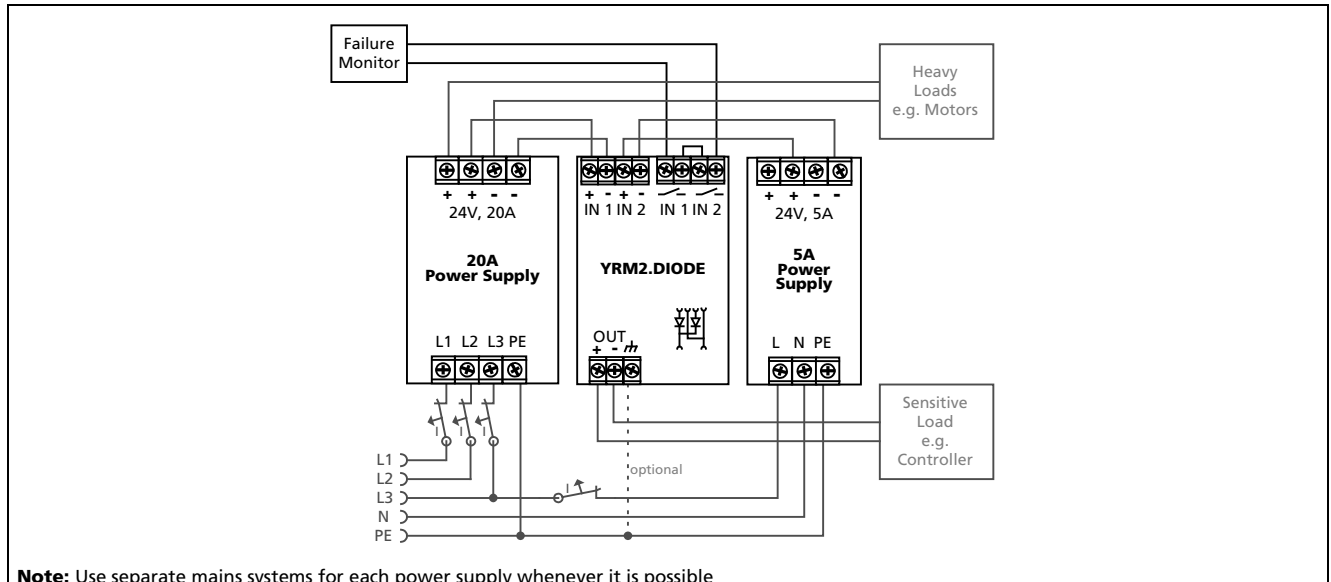 Failure
Monitor
Heavy
Loads
e.g. Motors
+ + - -
24V, 20A
20A
Power Supply
L1 L2 L3 PE
+ - + -
IN 1 IN 2 IN 1 IN 2
YRM2.DIODE
OUT
+ -
+ + - -
24V, 5A
5A
Power
Supply
L N PE
Sensitive
Load
e.g.
Controller
I I I
L1
L2
L3
N
PE
I
optional
Note: Use separate mains systems for each power supply whenever it is possible